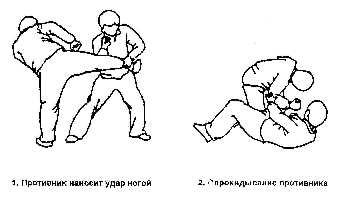 1. Противник наносит удар ногой
2. Опрокидывание противника